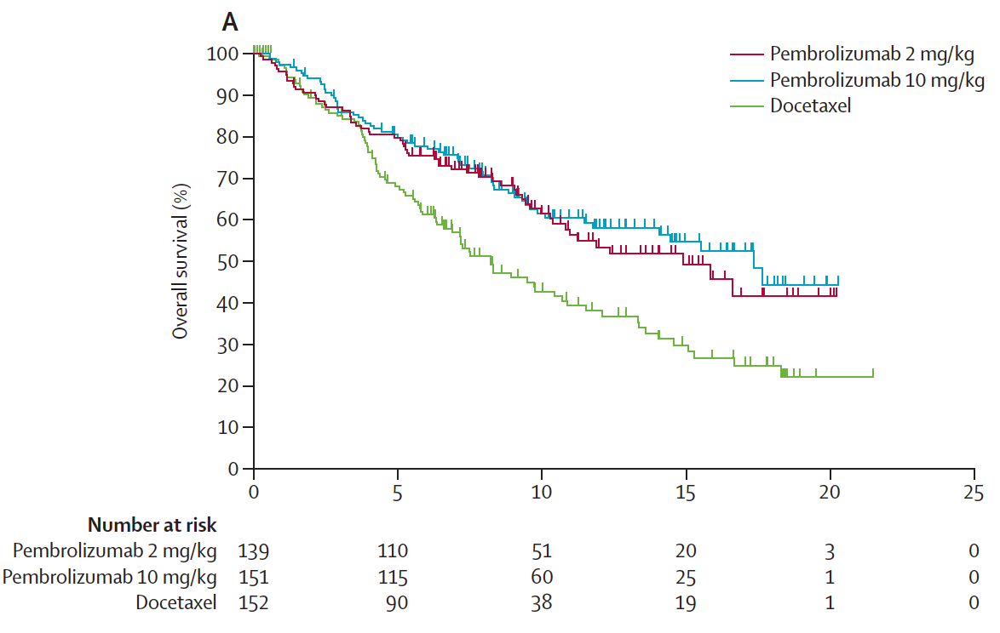 A
Pembrolizumab 2 mg/kg
Pembrolizumab 10 mg/kg
Docetaxel
Overall survival (%)
100
90
80
70
60
50
40
30
20
10
0
0 5 10 15 20 25
Number at risk
Pembrolizumab 2 mg/kg 139 110 51 20 3 0
Pembrolizumab 10 mg/kg 151 115 60 25 1 0
Docetaxel 152 90 38 19 1 0